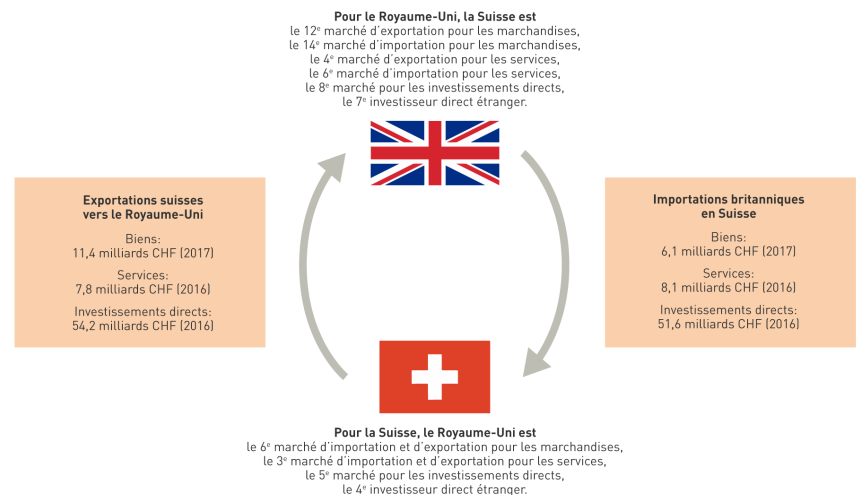 Pour le Royaume-Uni, la Suisse est
le 12e marché d'exportation pour les marchandises,
le 14e marché d'importation pour les marchandises,
le 4e marché d'exportation pour les services,
le 6e marché d'importation pour les services,
le 8e marché pour les investissements directs,
le 7e investisseur direct étranger.
Exportations suisses
vers le Royaume-Uni
Biens:
11,4 milliards CHF (2017)
Services:
7,8 milliards CHF (2016)
Investissements directs:
54,2 milliards CHF (2016)
Importations britanniques
en Suisse
Biens:
6,1 milliards CHF (2017)
Services:
8,1 milliards CHF (2016)
Investissements directs:
51,6 milliards CHF (2016)
Pour la Suisse, le Royaume-Uni est
le 6e marché d'importation et d'exportation pour les marchandises,
le 3e marché d'importation et d'exportation pour les services,
le 5e marché pour les investissements directs,
le 4e investisseur direct étranger.